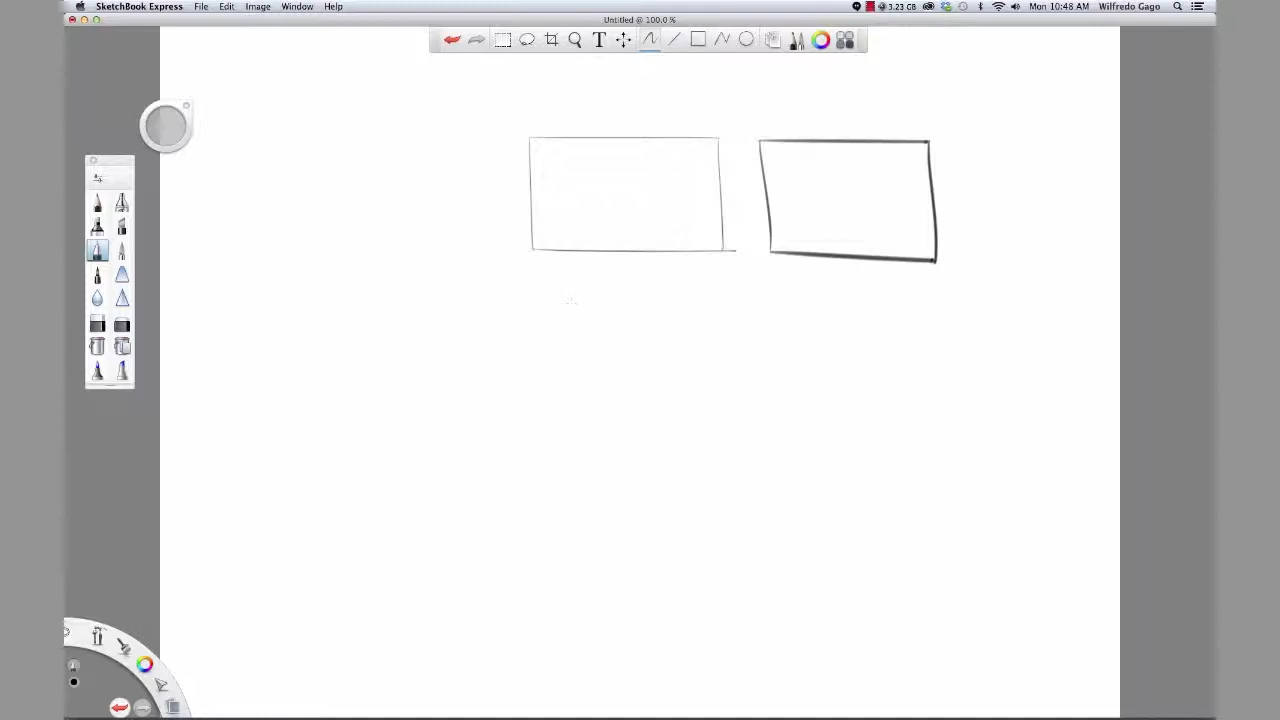 SketchBook Express File Edit Image Window Help 3.23 GB Mon 10:48 AM Wilfredo Gago
Untitled @ 100.0 %
T